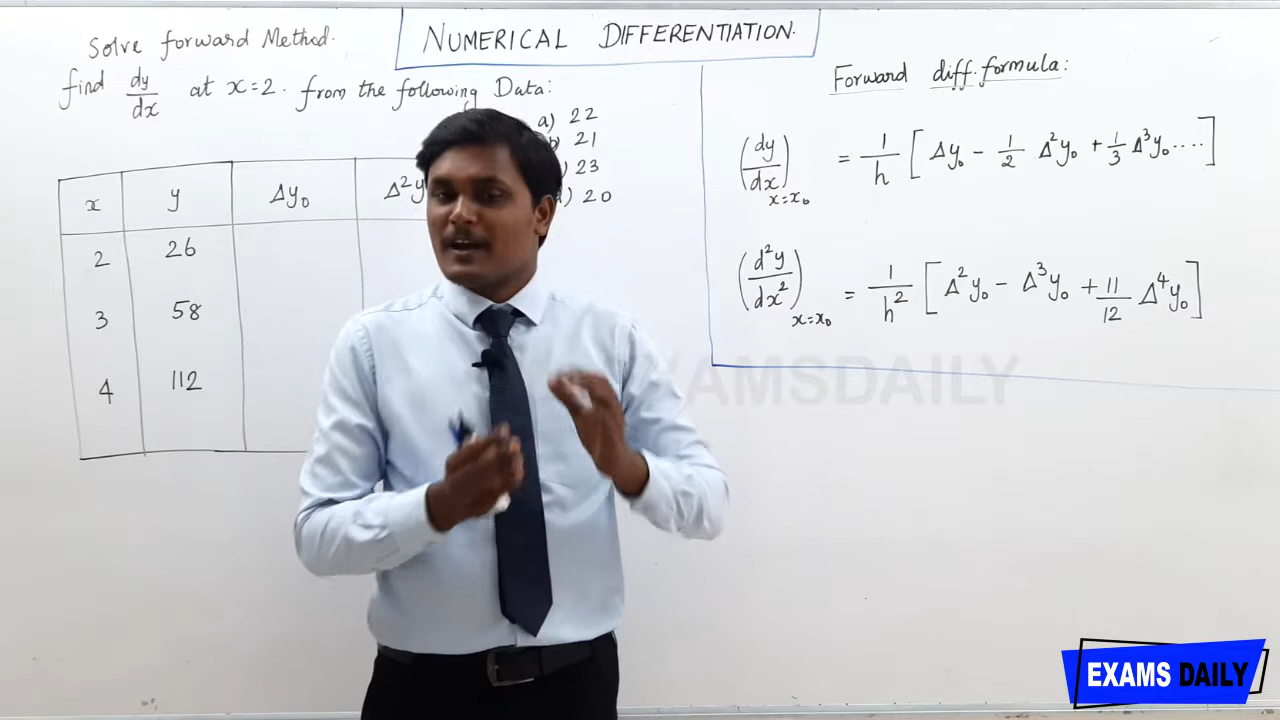 Solve forward Method.
NUMERICAL DIFFERENTIATION.
find dy/dx at x=2. from the following Data:
a) 22
21
) 23
) 20
x y Δy₀ Δ²y
2 26
3 58
4 112
Forward diff. formula:
(dy/dx)ₓ₌ₓ₀ = 1/h [Δy₀ - 1/2 Δ²y₀ + 1/3 Δ³y₀....]
(d²y/dx²)ₓ₌ₓ₀ = 1/h² [Δ²y₀ - Δ³y₀ + 11/12 Δ⁴y₀]
EXAMSDAILY
EXAMS DAILY